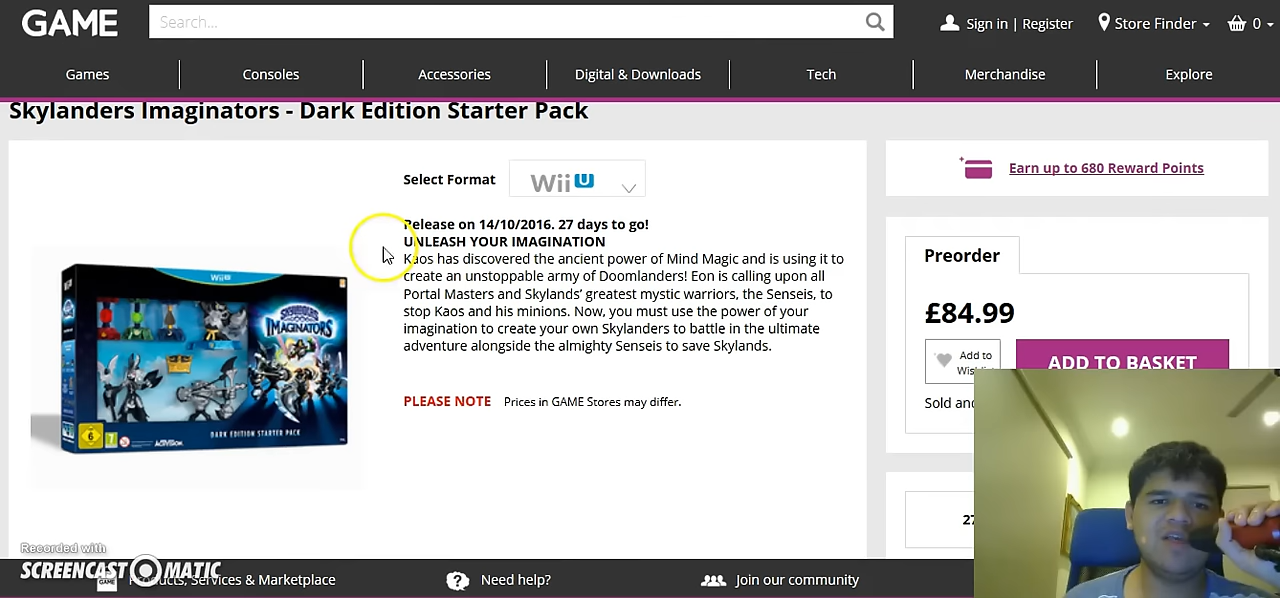 GAME
Search...
Sign in | Register
Store Finder
0
Games
Consoles
Accessories
Digital & Downloads
Tech
Merchandise
Explore
Skylanders Imaginators - Dark Edition Starter Pack
Select Format
Wii U
Release on 14/10/2016. 27 days to go!
UNLEASH YOUR IMAGINATION
Kaos has discovered the ancient power of Mind Magic and is using it to
create an unstoppable army of Doomlanders! Eon is calling upon all
Portal Masters and Skylands' greatest mystic warriors, the Senseis, to
stop Kaos and his minions. Now, you must use the power of your
imagination to create your own Skylanders to battle in the ultimate
adventure alongside the almighty Senseis to save Skylands.
PLEASE NOTE Prices in GAME Stores may differ.
Wii U
SKYLANDERS
IMAGINATORS
6
7
ACTIVISION
DARK EDITION STARTER PACK
Earn up to 680 Reward Points
Preorder
£84.99
Add to
ADD TO BASKET
Sold and
27
Recorded with
SCREENCAST-O-MATIC
GAME
Products, Services & Marketplace
Need help?
Join our community